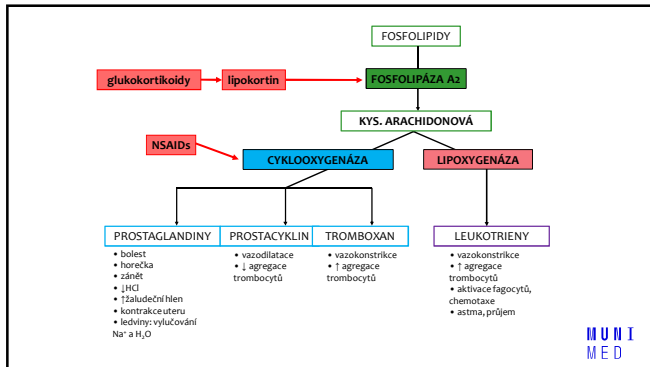 FOSFOLIPIDY
glukokortikoidy
lipokortin
FOSFOLIPÁZA A2
KYS. ARACHIDONOVÁ
NSAIDs
CYKLOOXYGENÁZA
LIPOXYGENÁZA
PROSTAGLANDINY
• bolest
• horečka
• zánět
• ↓HCl
• ↑žaludeční hlen
• kontrakce uteru
• ledviny: vylučování
Na⁺ a H₂O
PROSTACYKLIN
• vazodilatace
• ↓ agregace
trombocytů
TROMBOXAN
• vazokonstrikce
• ↑ agregace
trombocytů
LEUKOTRIENY
• vazokonstrikce
• ↑ agregace
trombocytů
• aktivace fagocytů,
chemotaxe
• astma, průjem
MUNI
MED